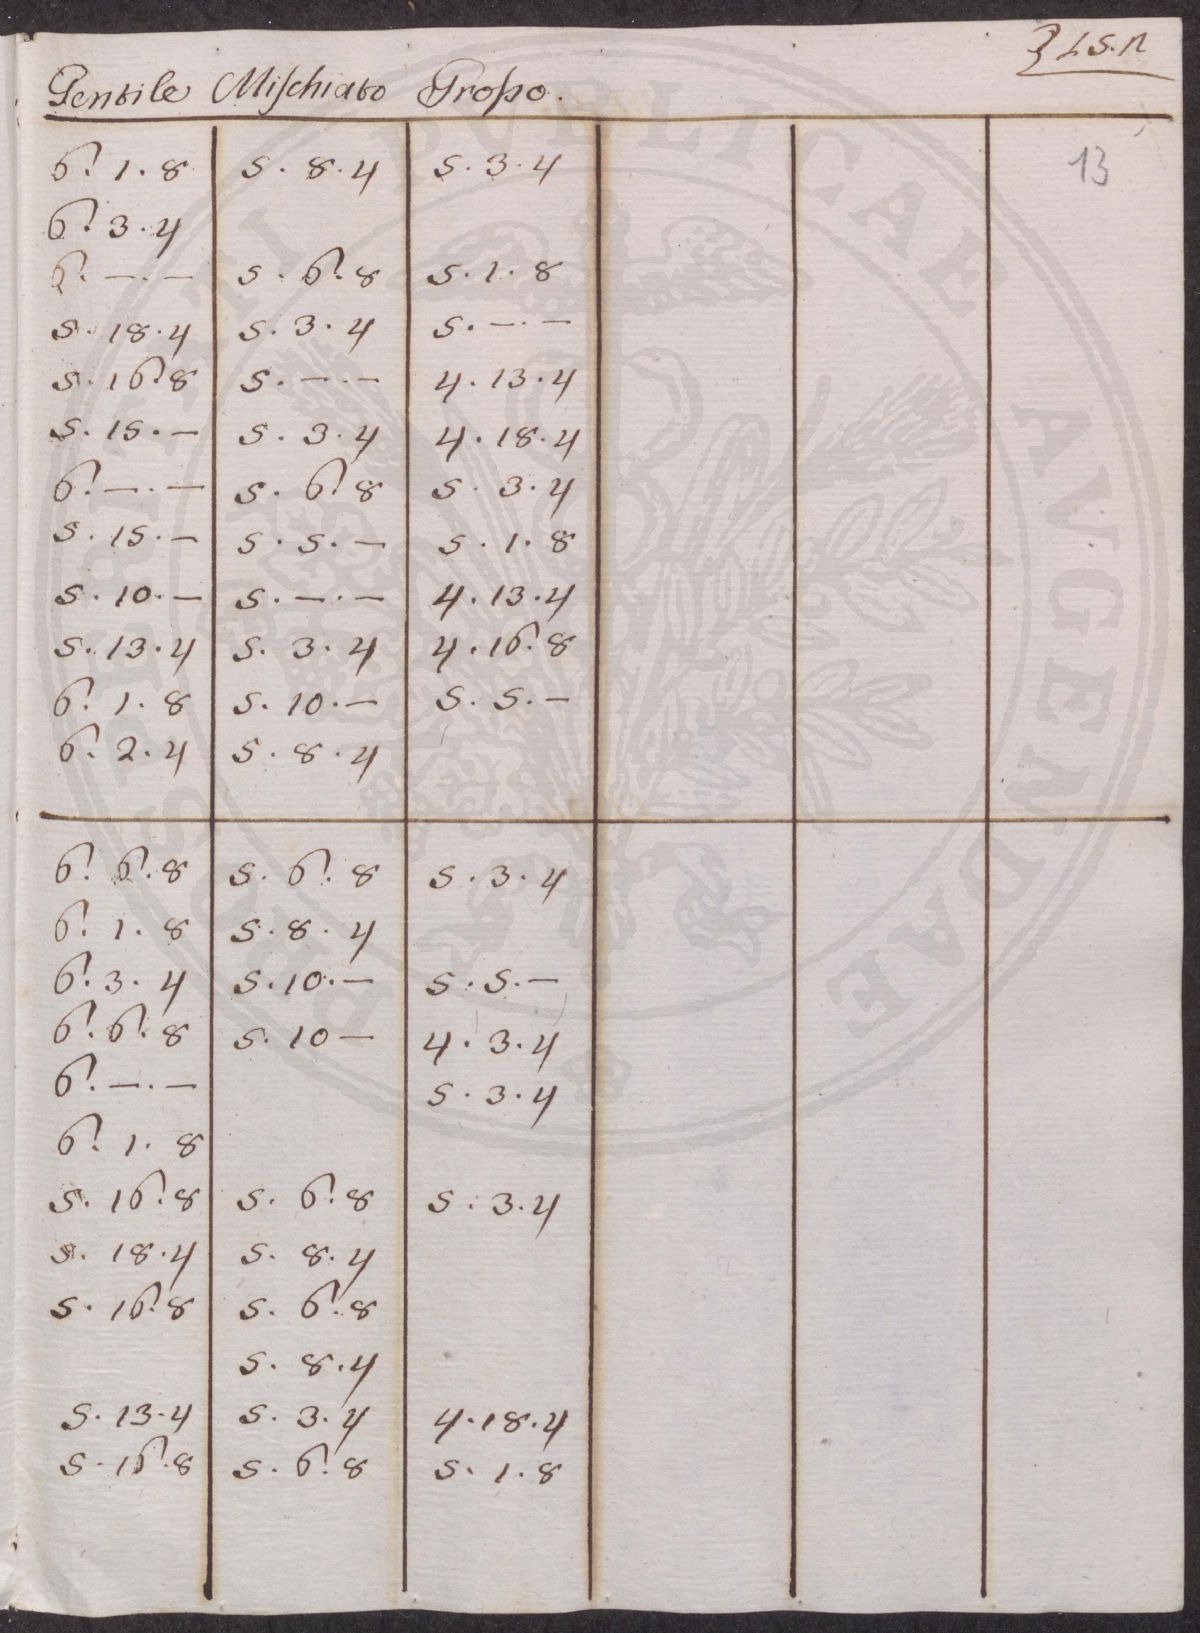 L S. N
Gentile Mischiato Grosso.
13
6. 1. 8 5. 8. 4 5. 3. 4
6. 3. 4
6. —. — 5. 6. 8 5. 1. 8
5. 18. 4 5. 3. 4 5. —. —
5. 16. 8 5. —. — 4. 13. 4
5. 15. — 5. 3. 4 4. 18. 4
6. —. — 5. 6. 8 5. 3. 4
5. 15. — 5. 5. — 5. 1. 8
5. 10. — 5. —. — 4. 13. 4
5. 13. 4 5. 3. 4 4. 16. 8
6. 1. 8 5. 10. — 5. 5. —
6. 2. 4 5. 8. 4
6. 6. 8 5. 6. 8 5. 3. 4
6. 1. 8 5. 8. 4
6. 3. 4 5. 10. — 5. 5. —
6. 6. 8 5. 10 — 4. 3. 4
6. —. — 5. 3. 4
6. 1. 8
5. 16. 8 5. 6. 8 5. 3. 4
5. 18. 4 5. 8. 4
5. 16. 8 5. 6. 8
5. 8. 4
5. 13. 4 5. 3. 4 4. 18. 4
5. 16. 8 5. 6. 8 5. 1. 8